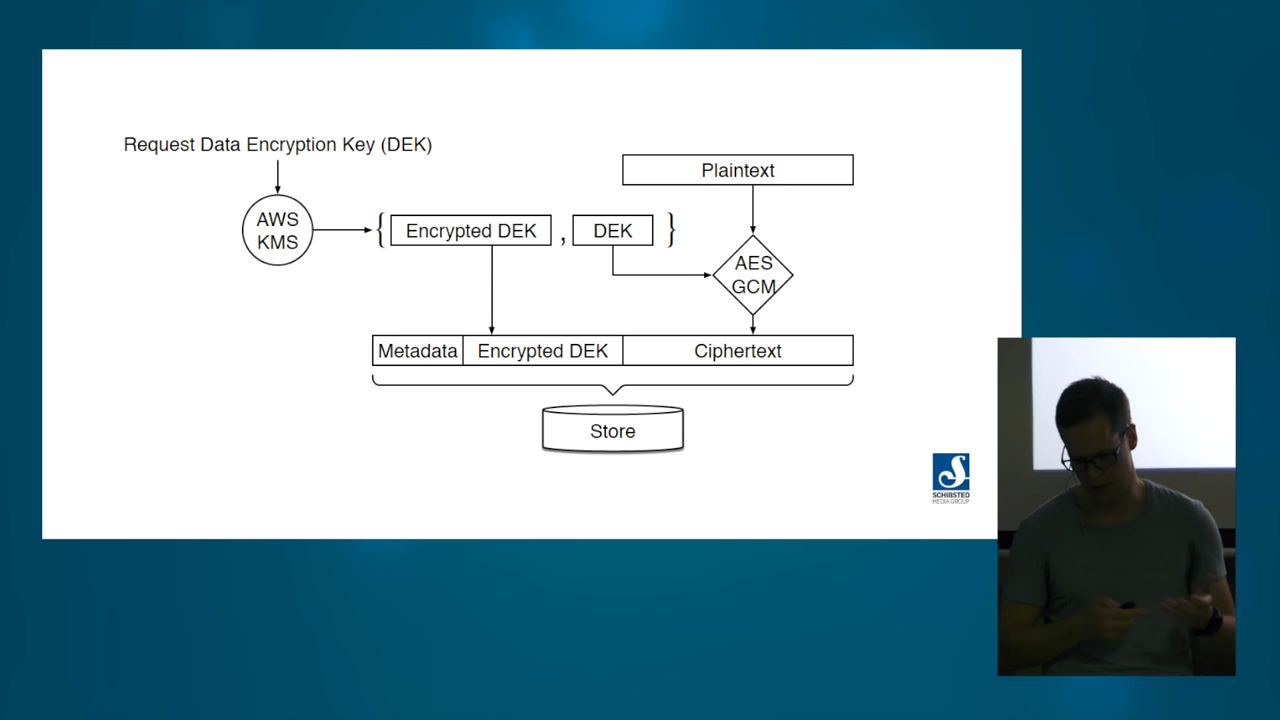 Request Data Encryption Key (DEK)
Plaintext
AWS
KMS
{ Encrypted DEK , DEK }
AES
GCM
Metadata Encrypted DEK Ciphertext
Store
S
SCHIBSTED
MEDIA GROUP